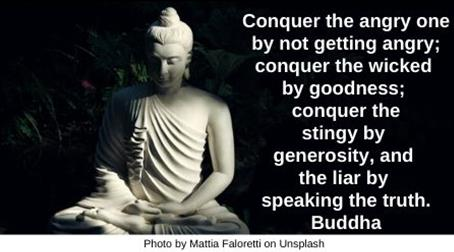 Conquer the angry one
by not getting angry;
conquer the wicked
by goodness;
conquer the
stingy by
generosity, and
the liar by
speaking the truth.
Buddha
Photo by Mattia Faloretti on Unsplash